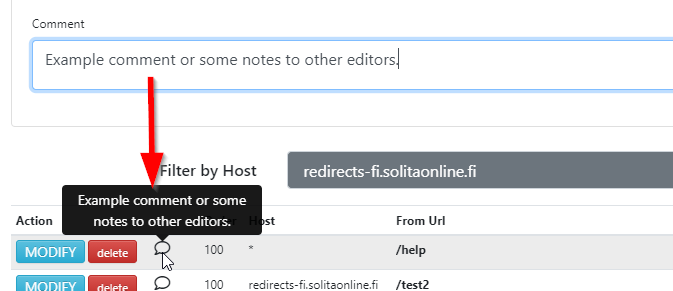 Comment
Example comment or some notes to other editors.
Filter by Host
redirects-fi.solitaonline.fi
Example comment or some
notes to other editors.
Action Host From Url
MODIFY delete 100 * /help
MODIFY delete 100 redirects-fi.solitaonline.fi /test2